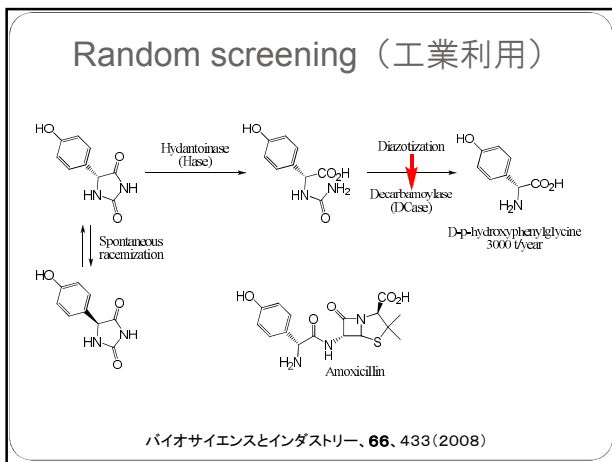 Random screening（工業利用）
HO
O
HN
NH
O
Hydantoinase
(Hase)
HO
CO2H
NH2
HN
O
Diazotization
Decarbamoylase
(DCase)
HO
CO2H
NH2
D-p-hydroxyphenylglycine
3000 t/year
Spontaneous
racemization
HO
O
HN
NH
O
HO
O
NH2
N
H
O
N
S
CO2H
Amoxicillin
バイオサイエンスとインダストリー、66、433(2008)